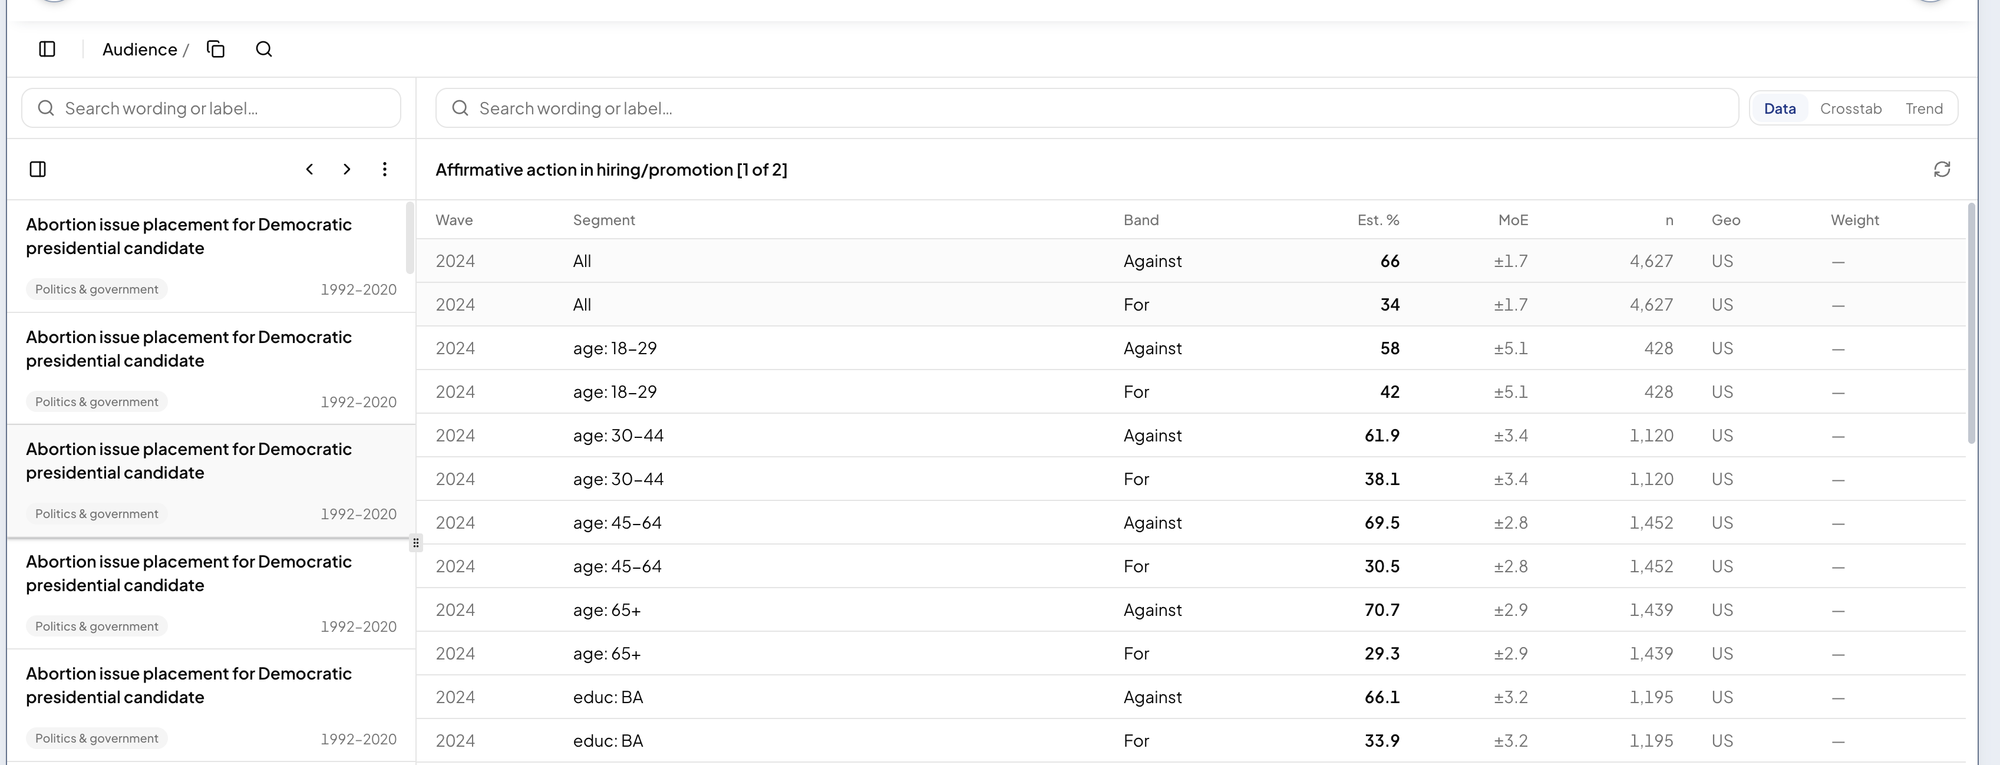 Audience /
Search wording or label...
Search wording or label...
Data Crosstab Trend
Affirmative action in hiring/promotion [1 of 2]
Abortion issue placement for Democratic
presidential candidate
Politics & government 1992–2020
Abortion issue placement for Democratic
presidential candidate
Politics & government 1992–2020
Abortion issue placement for Democratic
presidential candidate
Politics & government 1992–2020
Abortion issue placement for Democratic
presidential candidate
Politics & government 1992–2020
Abortion issue placement for Democratic
presidential candidate
Politics & government 1992–2020
Wave Segment Band Est. % MoE n Geo Weight
2024 All Against 66 ±1.7 4,627 US —
2024 All For 34 ±1.7 4,627 US —
2024 age: 18–29 Against 58 ±5.1 428 US —
2024 age: 18–29 For 42 ±5.1 428 US —
2024 age: 30–44 Against 61.9 ±3.4 1,120 US —
2024 age: 30–44 For 38.1 ±3.4 1,120 US —
2024 age: 45–64 Against 69.5 ±2.8 1,452 US —
2024 age: 45–64 For 30.5 ±2.8 1,452 US —
2024 age: 65+ Against 70.7 ±2.9 1,439 US —
2024 age: 65+ For 29.3 ±2.9 1,439 US —
2024 educ: BA Against 66.1 ±3.2 1,195 US —
2024 educ: BA For 33.9 ±3.2 1,195 US —